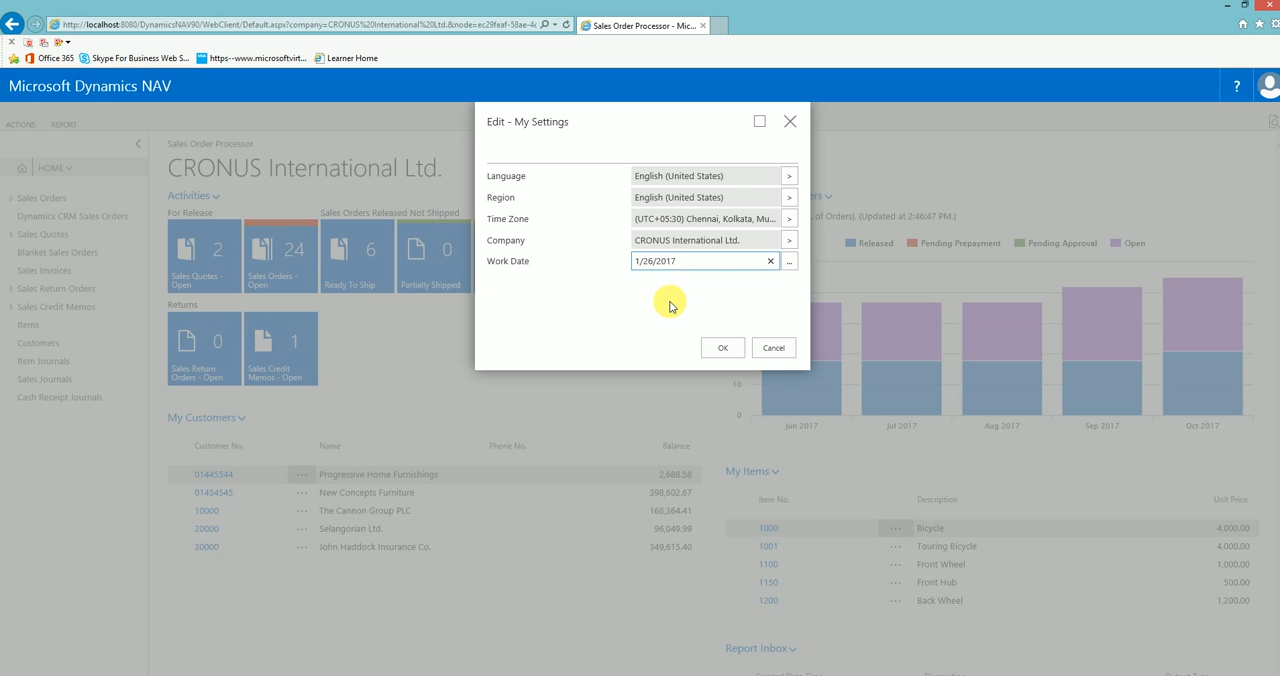 http://localhost:8080/DynamicsNAV90/WebClient/Default.aspx?company=CRONUS%20International%20Ltd.&node=ec29feaf-58ae-4c
Sales Order Processor - Mic...
Office 365 Skype For Business Web S... https--www.microsoftvirt... Learner Home
Microsoft Dynamics NAV ?
ACTIONS REPORT
HOME
Sales Orders
Dynamics CRM Sales Orders
Sales Quotes
Blanket Sales Orders
Sales Invoices
Sales Return Orders
Sales Credit Memos
Items
Customers
Item Journals
Sales Journals
Cash Receipt Journals
Sales Order Processor
CRONUS International Ltd.
Activities
For Release Sales Orders Released Not Shipped
2 24 6 0
Sales Quotes - Open
Sales Orders - Open
Ready To Ship
Partially Shipped
Returns
0 1
Sales Return Orders - Open
Sales Credit Memos - Open
Edit - My Settings
Language English (United States) >
Region English (United States) >
Time Zone (UTC+05:30) Chennai, Kolkata, Mu... >
Company CRONUS International Ltd. >
Work Date 1/26/2017 ...
OK Cancel
of Orders]. (Updated at 2:46:47 PM.)
Released Pending Prepayment Pending Approval Open
10
0
Jun 2017 Jul 2017 Aug 2017 Sep 2017 Oct 2017
My Customers
Customer No. Name Phone No. Balance
01445544 ... Progressive Home Furnishings 2,688.58
01454545 ... New Concepts Furniture 398,602.67
10000 ... The Cannon Group PLC 168,364.41
20000 ... Selangorian Ltd. 96,049.99
30000 ... John Haddock Insurance Co. 349,615.40
My Items
Item No. Description Unit Price
1000 ... Bicycle 4,000.00
1001 ... Touring Bicycle 4,000.00
1100 ... Front Wheel 1,000.00
1150 ... Front Hub 500.00
1200 ... Back Wheel 1,200.00
Report Inbox